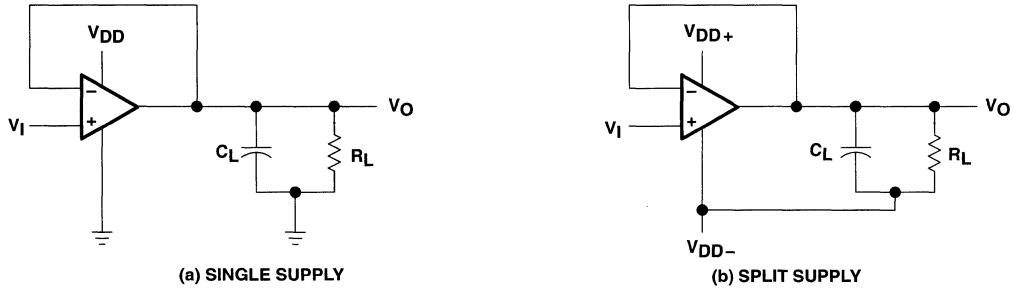 VDD
−
VI
+
VO
CL
RL
(a) SINGLE SUPPLY
VDD+
−
VI
+
VO
CL
RL
VDD−
(b) SPLIT SUPPLY